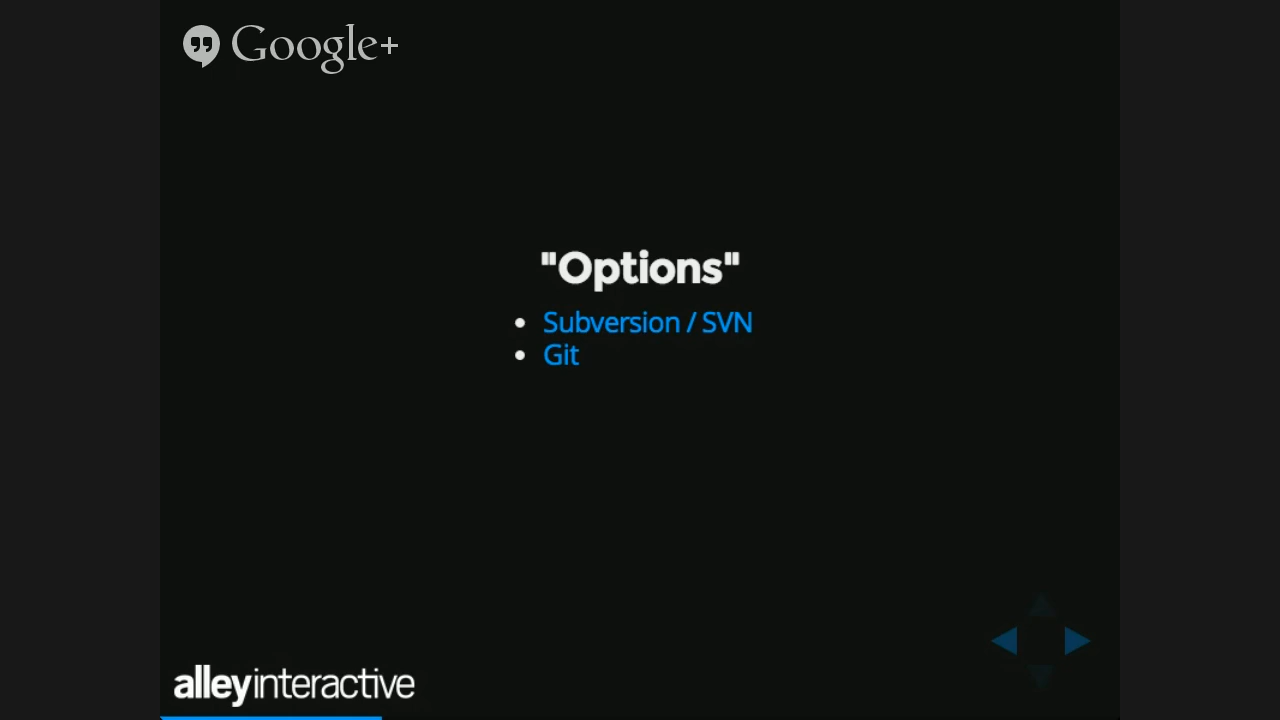 Google+
"Options"
Subversion / SVN
Git
alleyinteractive